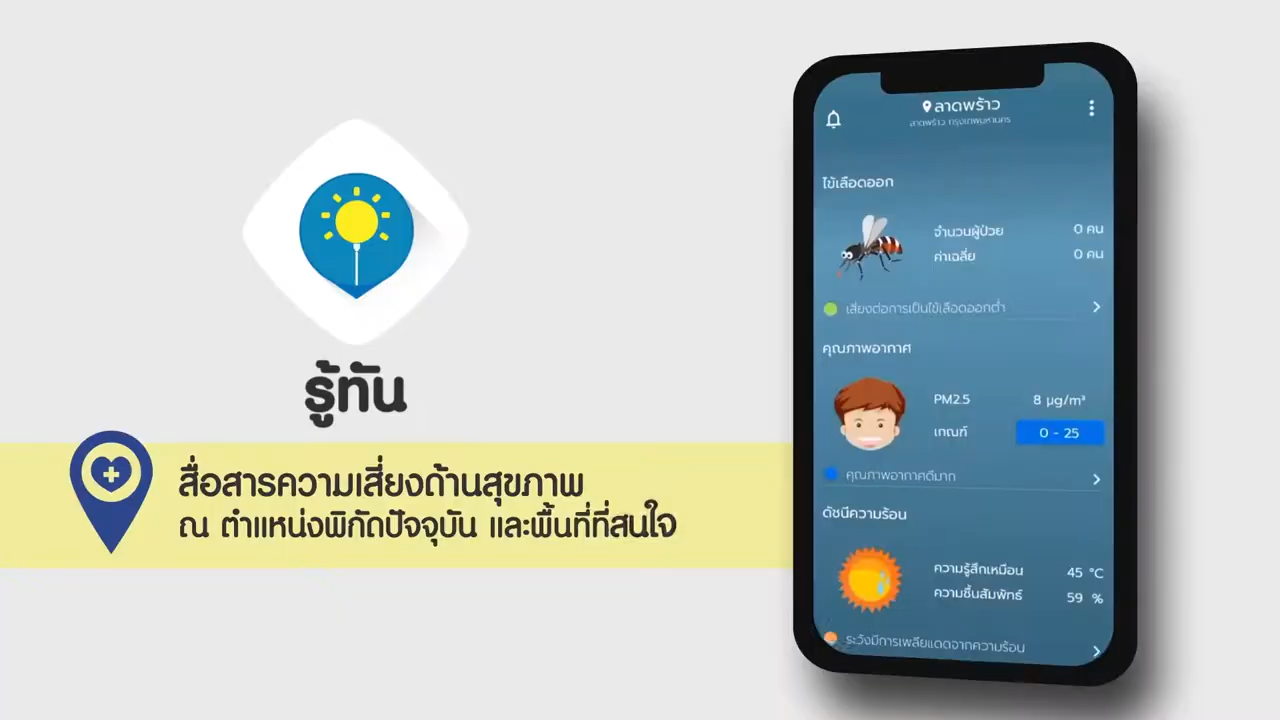 รู้ทัน
สื่อสารความเสี่ยงด้านสุขภาพ
ณ ตำแหน่งพิกัดปัจจุบัน และพื้นที่ที่สนใจ
ลาดพร้าว
ลาดพร้าว กรุงเทพมหานคร
ไข้เลือดออก
จำนวนผู้ป่วย 0 คน
ค่าเฉลี่ย 0 คน
เสี่ยงต่อการเป็นไข้เลือดออกต่ำ
คุณภาพอากาศ
PM2.5 8 µg/m³
เกณฑ์ 0 - 25
คุณภาพอากาศดีมาก
ดัชนีความร้อน
ความรู้สึกเหมือน 45 °C
ความชื้นสัมพัทธ์ 59 %
ระวังมีการเพลียแดดจากความร้อน